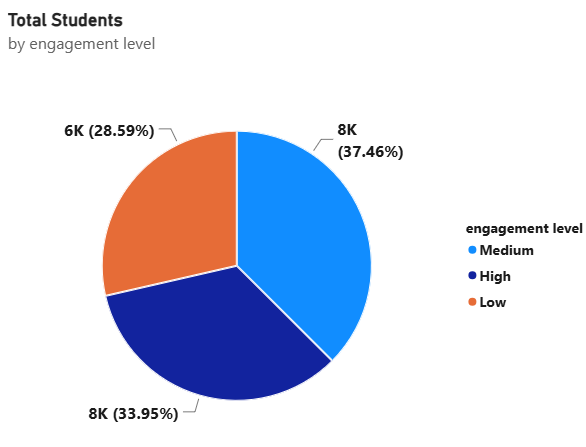 Total Students
by engagement level
6K (28.59%)
8K
(37.46%)
engagement level
Medium
High
Low
8K (33.95%)